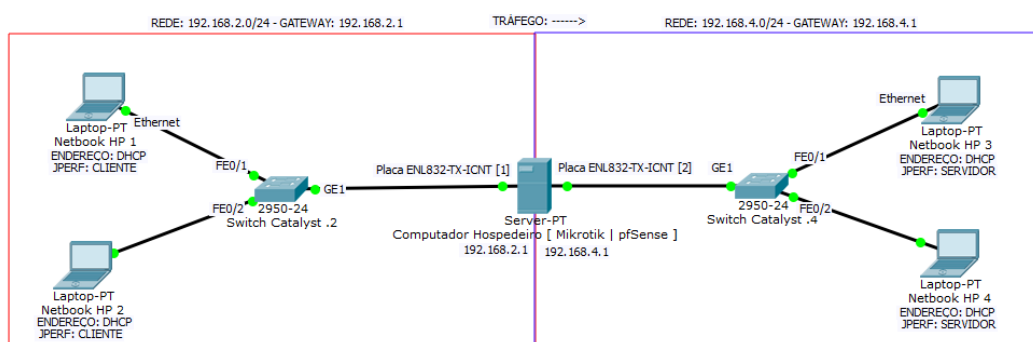 REDE: 192.168.2.0/24 - GATEWAY: 192.168.2.1
TRÁFEGO: ------>
REDE: 192.168.4.0/24 - GATEWAY: 192.168.4.1
Ethernet
Laptop-PT
Netbook HP 1
ENDEREÇO: DHCP
JPERF: CLIENTE
FE0/1
FE0/2
GE1
2950-24
Switch Catalyst .2
Laptop-PT
Netbook HP 2
ENDEREÇO: DHCP
JPERF: CLIENTE
Placa ENL832-TX-ICNT [1]
Placa ENL832-TX-ICNT [2]
Server-PT
Computador Hospedeiro [ Mikrotik | pfSense ]
192.168.2.1
192.168.4.1
GE1
FE0/1
FE0/2
2950-24
Switch Catalyst .4
Ethernet
Laptop-PT
Netbook HP 3
ENDEREÇO: DHCP
JPERF: SERVIDOR
Laptop-PT
Netbook HP 4
ENDEREÇO: DHCP
JPERF: SERVIDOR